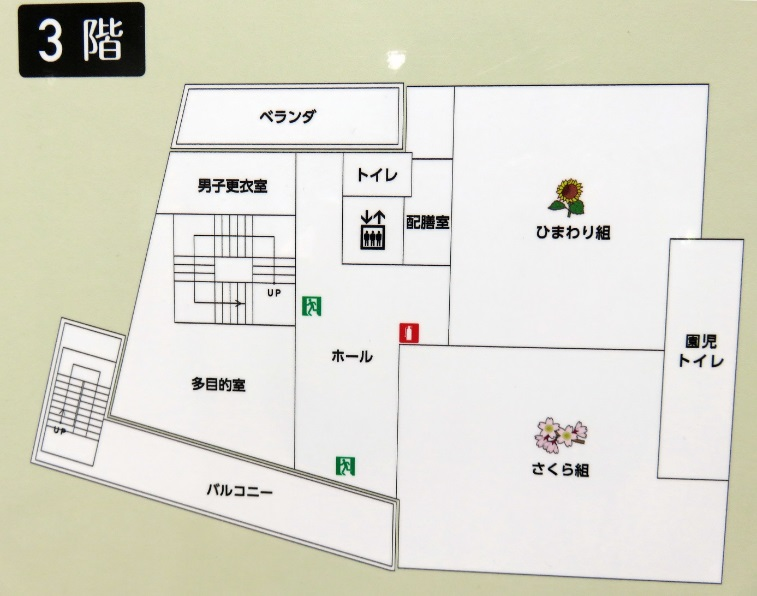 3階
ベランダ
男子更衣室
トイレ
配膳室
ひまわり組
UP
園児
トイレ
ホール
多目的室
UP
さくら組
バルコニー